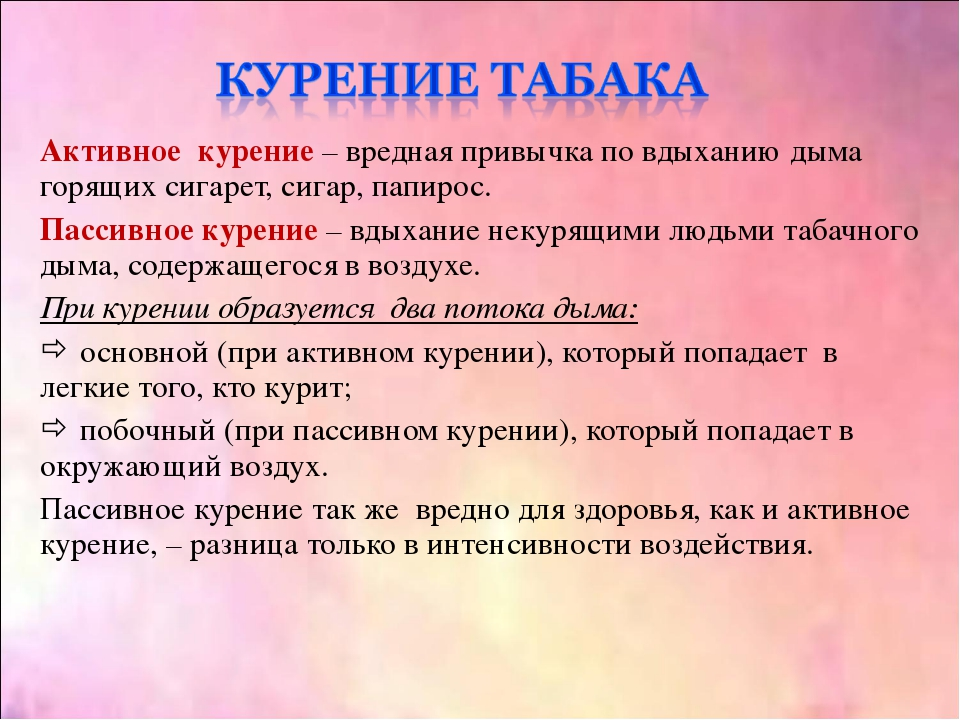 КУРЕНИЕ ТАБАКА
Активное  курение – вредная привычка по вдыханию дыма
горящих сигарет, сигар, папирос.
Пассивное курение – вдыхание некурящими людьми табачного
дыма, содержащегося в воздухе.
При курении образуется  два потока дыма:
⇨ основной (при активном курении), который попадает  в
легкие того, кто курит;
⇨ побочный (при пассивном курении), который попадает в
окружающий воздух.
Пассивное курение так же  вредно для здоровья, как и активное
курение, – разница только в интенсивности воздействия.